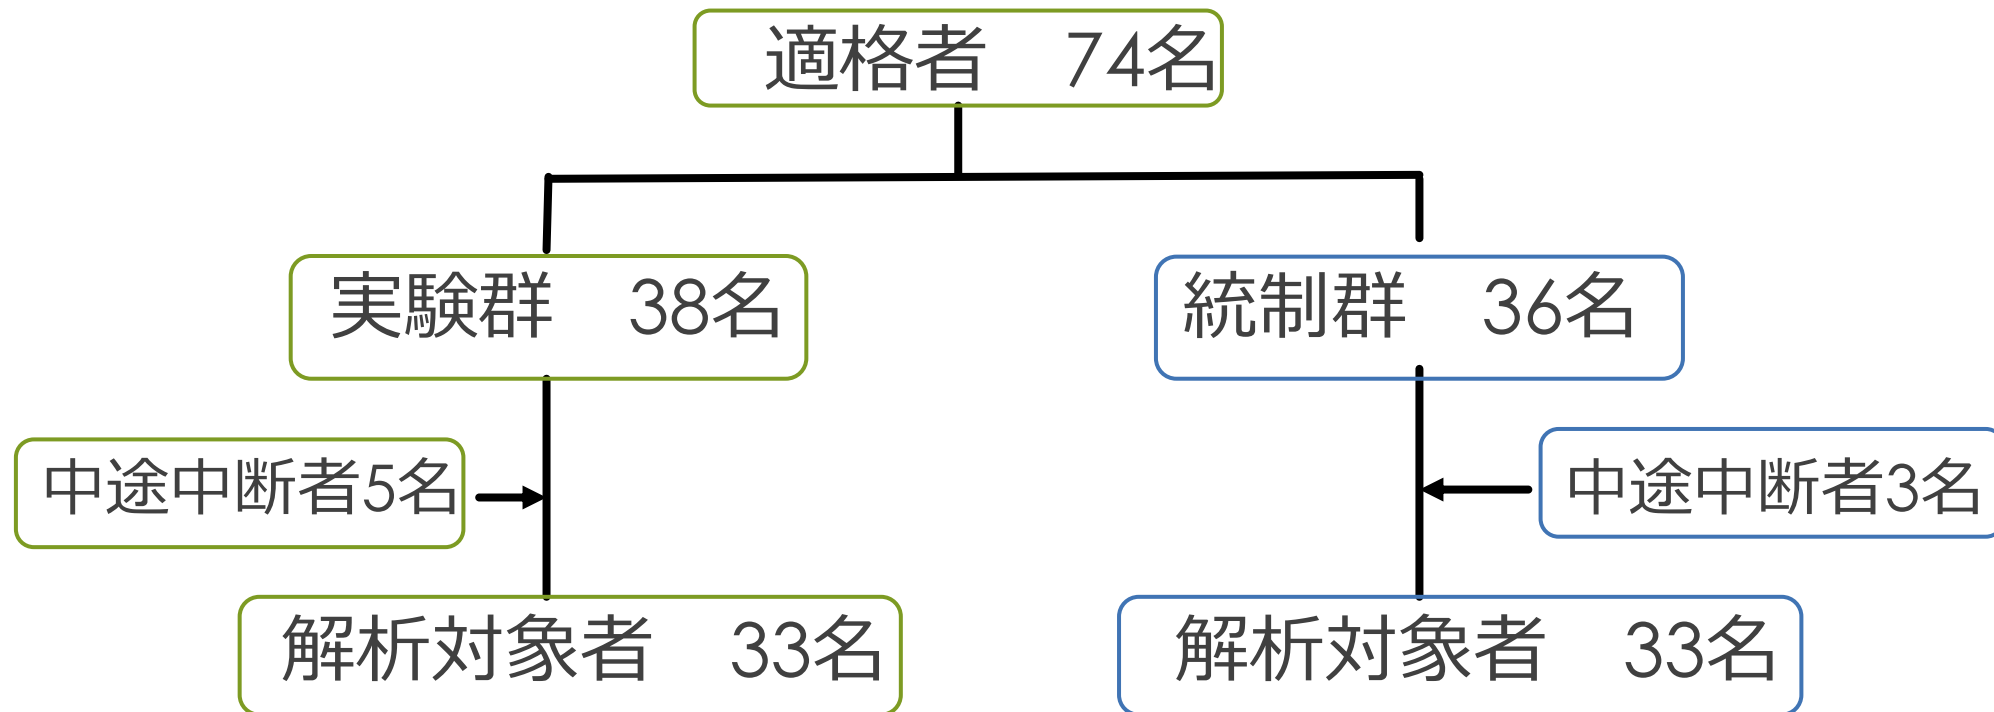 適格者　74名
実験群　38名
統制群　36名
中途中断者5名
中途中断者3名
解析対象者　33名
解析対象者　33名